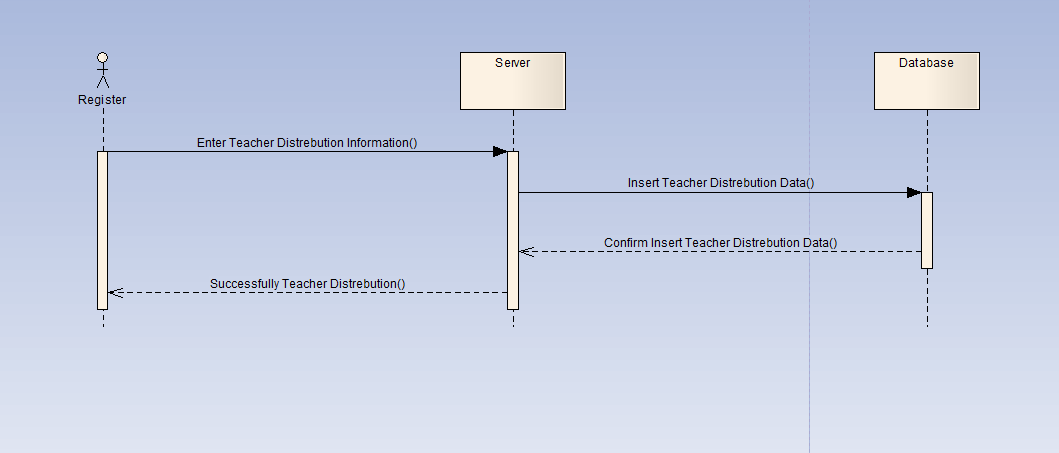 Server
Database
Register
Enter Teacher Distrebution Information()
Insert Teacher Distrebution Data()
Confirm Insert Teacher Distrebution Data()
Successfully Teacher Distrebution()